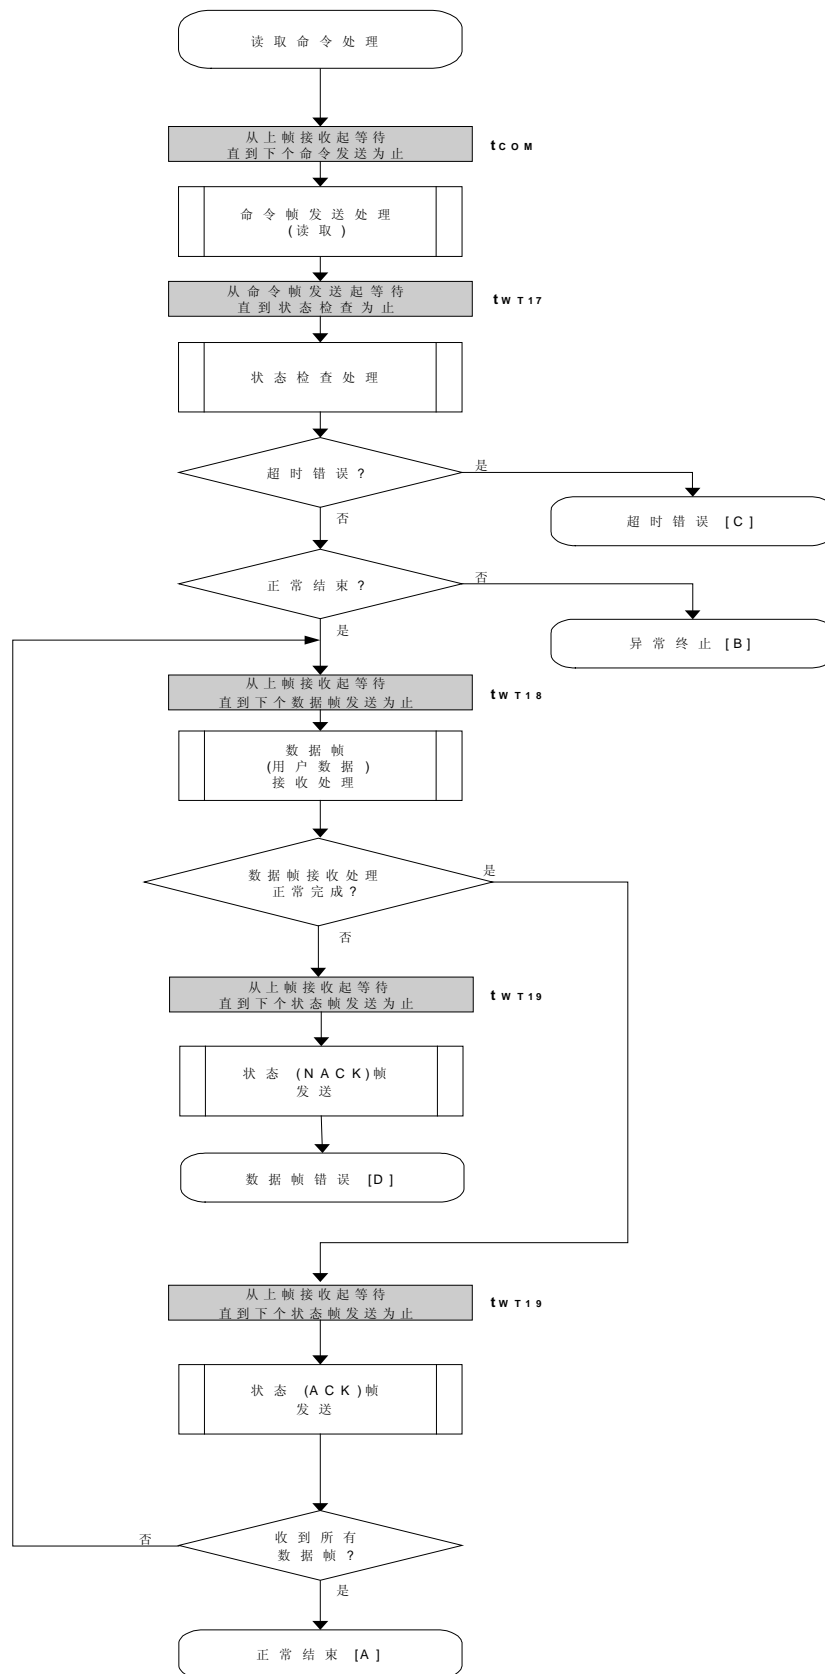 读取命令处理
从上帧接收起等待
直到下个命令发送为止
tCOM
命令帧发送处理
(读取)
从命令帧发送起等待
直到状态检查为止
tWT17
状态检查处理
超时错误?
是
超时错误 [C]
否
正常结束?
否
异常终止 [B]
是
从上帧接收起等待
直到下个数据帧发送为止
tWT18
数据帧
(用户数据)
接收处理
数据帧接收处理
正常完成?
是
否
从上帧接收起等待
直到下个状态帧发送为止
tWT19
状态 (NACK)帧
发送
数据帧错误 [D]
从上帧接收起等待
直到下个状态帧发送为止
tWT19
状态 (ACK)帧
发送
收到所有
数据帧?
否
是
正常结束 [A]